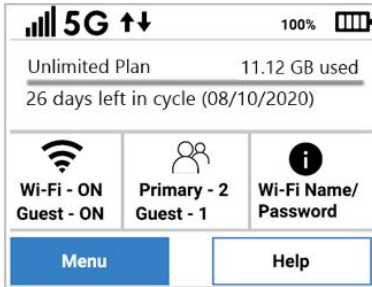 5G 100%
Unlimited Plan 11.12 GB used
26 days left in cycle (08/10/2020)
Wi-Fi - ON
Guest - ON
Primary - 2
Guest - 1
Wi-Fi Name/
Password
Menu
Help